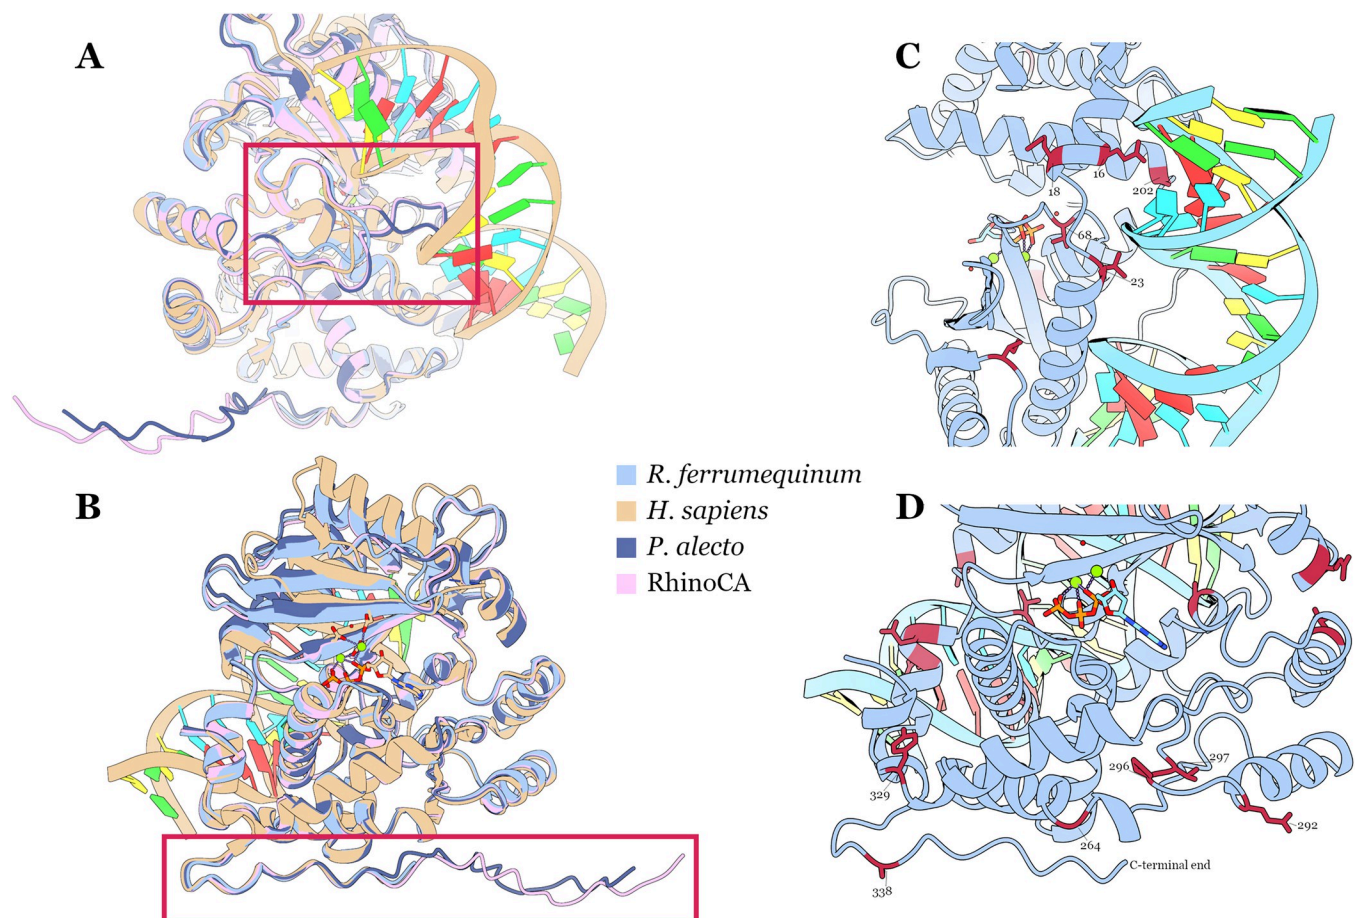 A
C
18
16
202
68
23
B
R. ferrumequinum
H. sapiens
P. alecto
RhinoCA
D
296
297
329
292
264
C-terminal end
338